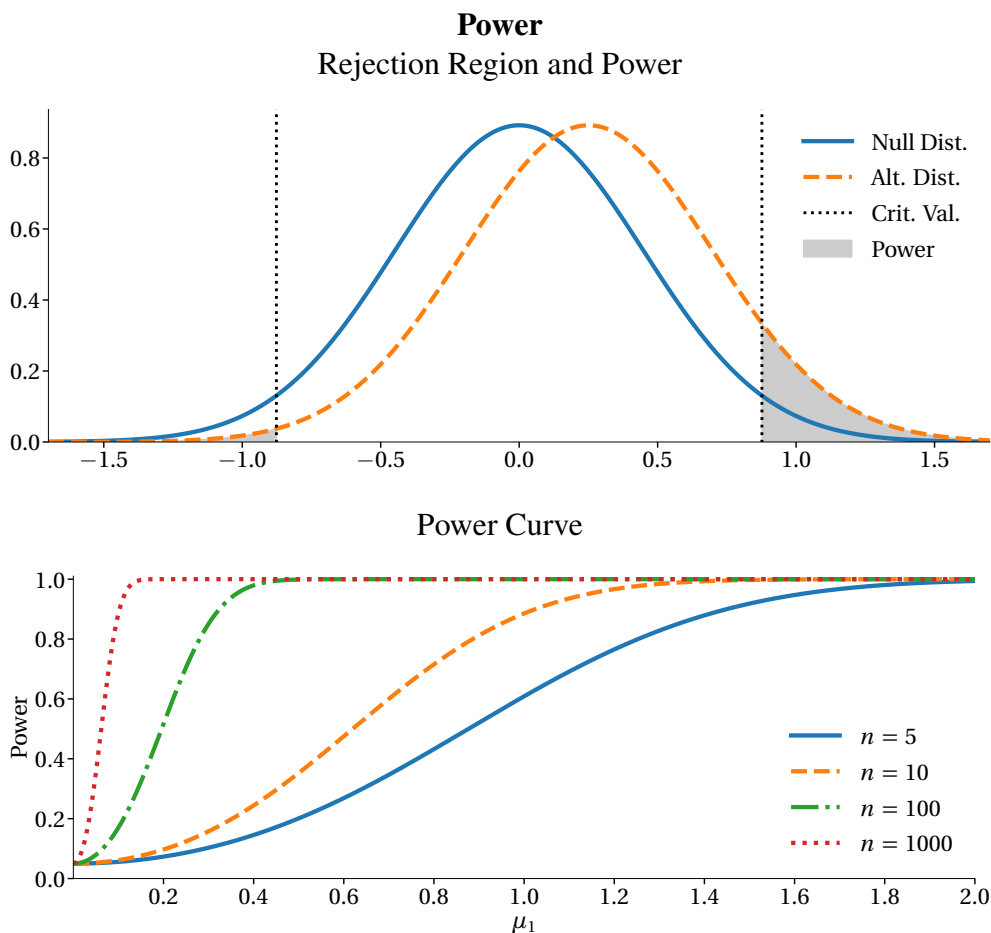 Power
Rejection Region and Power
0.8
0.6
0.4
0.2
0.0
−1.5 −1.0 −0.5 0.0 0.5 1.0 1.5
Null Dist.
Alt. Dist.
Crit. Val.
Power
Power Curve
1.0
0.8
0.6
0.4
0.2
0.0
Power
0.2 0.4 0.6 0.8 1.0 1.2 1.4 1.6 1.8 2.0
μ₁
n = 5
n = 10
n = 100
n = 1000